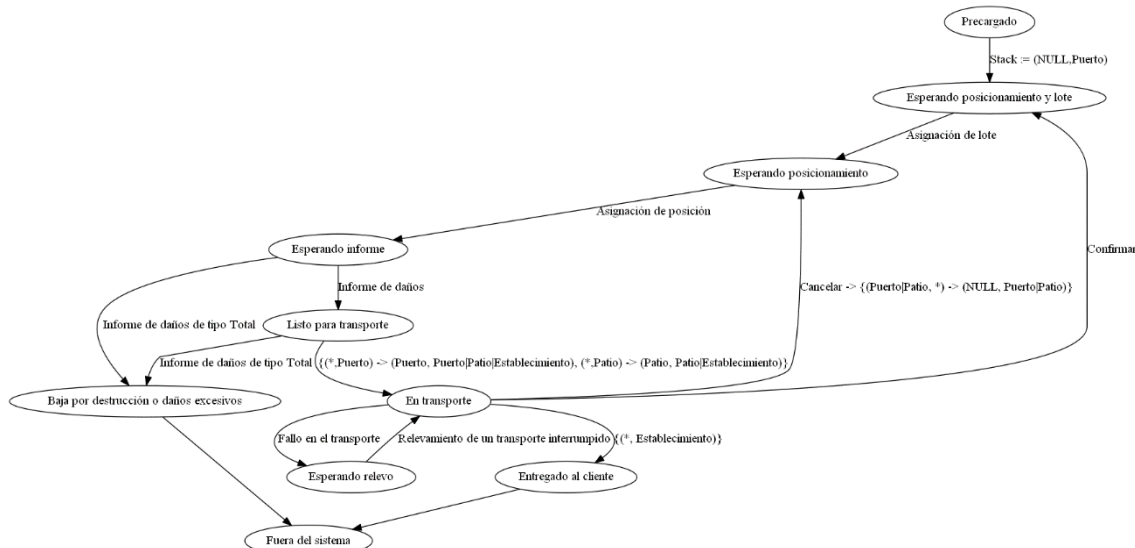 Precargado
Stack := (NULL,Puerto)
Esperando posicionamiento y lote
Asignación de lote
Esperando posicionamiento
Asignación de posición
Esperando informe
Confirmar
Informe de daños
Cancelar -> {(Puerto|Patio, *) -> (NULL, Puerto|Patio)}
Informe de daños de tipo Total
Listo para transporte
Informe de daños de tipo Total
{(*,Puerto) -> (Puerto, Puerto|Patio|Establecimiento), (*,Patio) -> (Patio, Patio|Establecimiento)}
Baja por destrucción o daños excesivos
En transporte
Fallo en el transporte
Relevamiento de un transporte interrumpido
{(*, Establecimiento)}
Esperando relevo
Entregado al cliente
Fuera del sistema